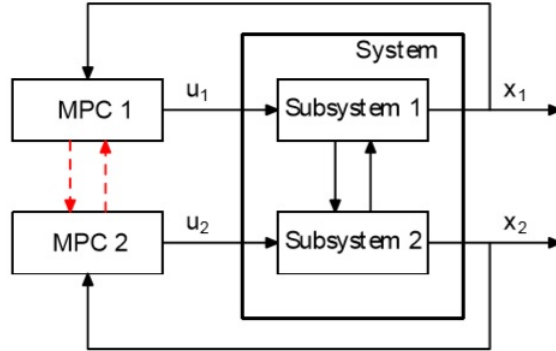 System
MPC 1
u₁
Subsystem 1
x₁
MPC 2
u₂
Subsystem 2
x₂